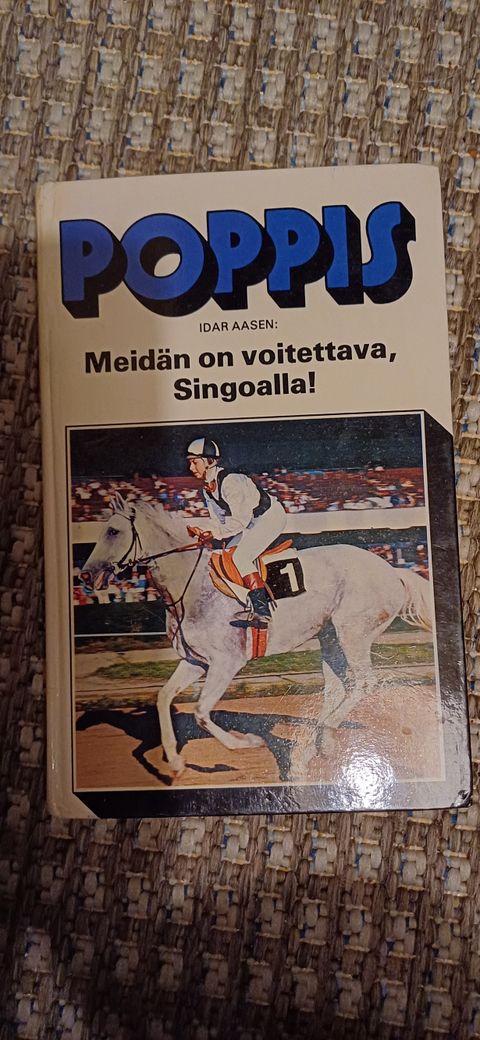 POPPIS
IDAR AASEN:
Meidän on voitettava,
Singoalla!
1